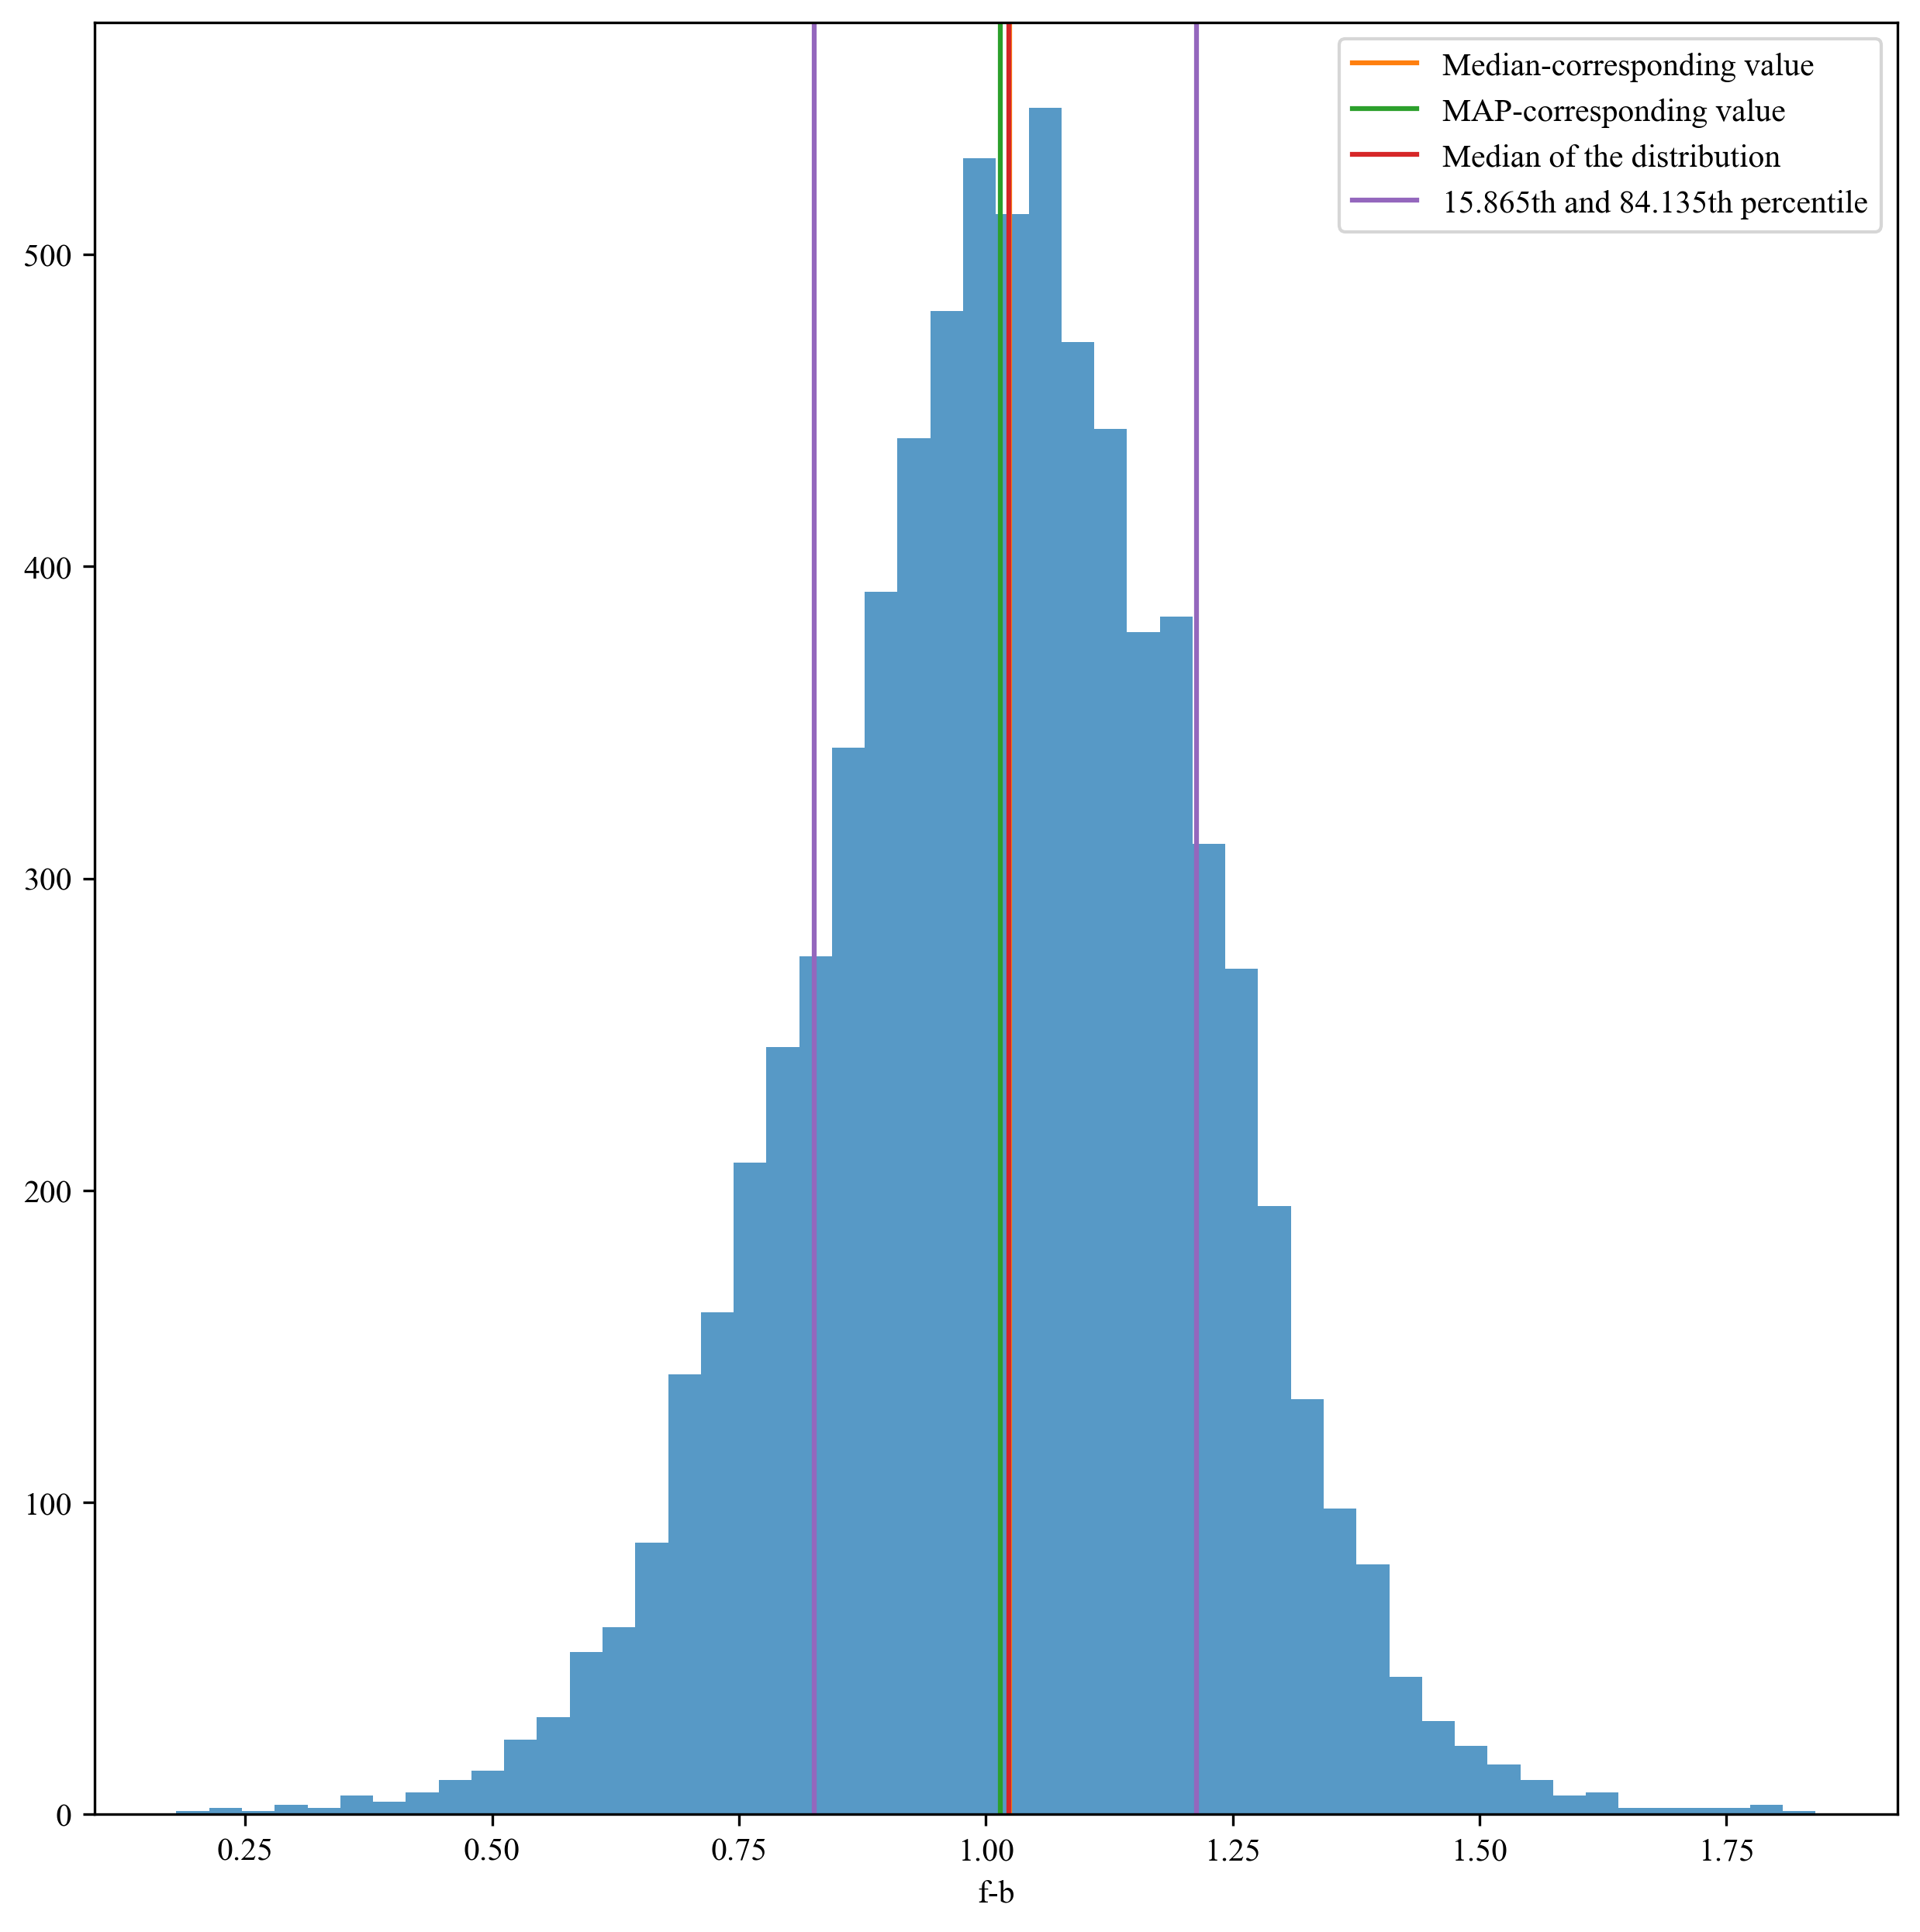 Median-corresponding value
MAP-corresponding value
Median of the distribution
15.865th and 84.135th percentile
500
400
300
200
100
0
0.25 0.50 0.75 1.00 1.25 1.50 1.75
f-b